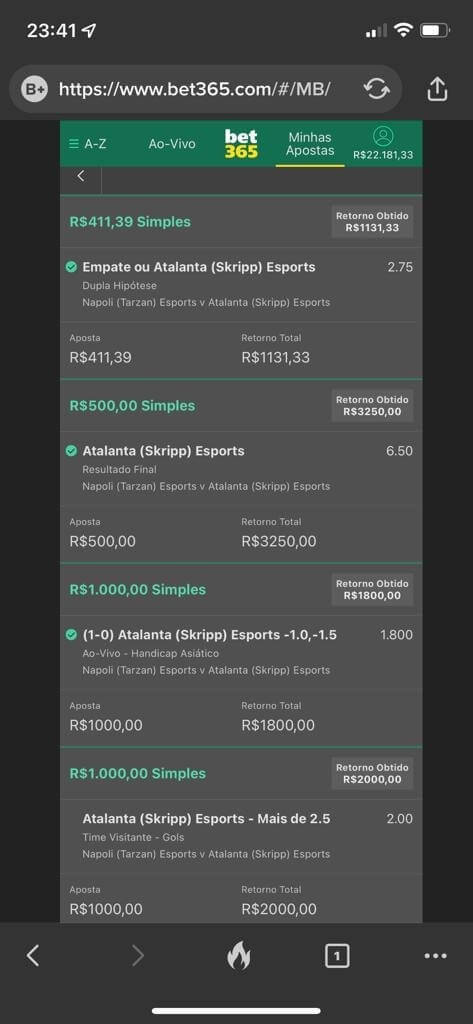 23:41
B+ https://www.bet365.com/#/MB/
A-Z Ao-Vivo bet365 Minhas Apostas R$22.181,33
R$411,39 Simples
Retorno Obtido
R$1131,33
Empate ou Atalanta (Skripp) Esports 2.75
Dupla Hipótese
Napoli (Tarzan) Esports v Atalanta (Skripp) Esports
Aposta Retorno Total
R$411,39 R$1131,33
R$500,00 Simples
Retorno Obtido
R$3250,00
Atalanta (Skripp) Esports 6.50
Resultado Final
Napoli (Tarzan) Esports v Atalanta (Skripp) Esports
Aposta Retorno Total
R$500,00 R$3250,00
R$1.000,00 Simples
Retorno Obtido
R$1800,00
(1-0) Atalanta (Skripp) Esports -1.0,-1.5 1.800
Ao-Vivo - Handicap Asiático
Napoli (Tarzan) Esports v Atalanta (Skripp) Esports
Aposta Retorno Total
R$1000,00 R$1800,00
R$1.000,00 Simples
Retorno Obtido
R$2000,00
Atalanta (Skripp) Esports - Mais de 2.5 2.00
Time Visitante - Gols
Napoli (Tarzan) Esports v Atalanta (Skripp) Esports
Aposta Retorno Total
R$1000,00 R$2000,00
1